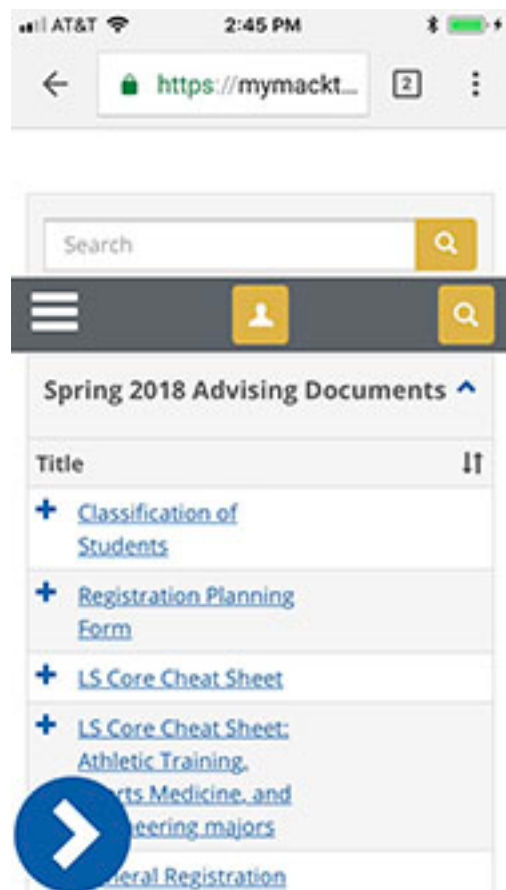 AT&T 2:45 PM
https://mymackt... 2
Search
Spring 2018 Advising Documents
Title
Classification of
Students
Registration Planning
Form
LS Core Cheat Sheet
LS Core Cheat Sheet:
Athletic Training,
Medicine, and
majors
Registration